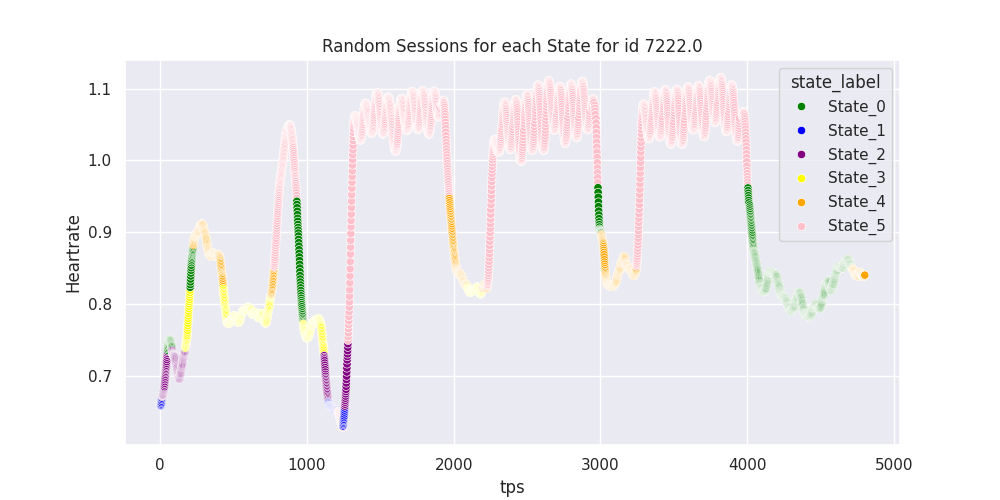 Random Sessions for each State for id 7222.0
Heartrate
1.1
1.0
0.9
0.8
0.7
state_label
State_0
State_1
State_2
State_3
State_4
State_5
0
1000
2000
3000
4000
5000
tps